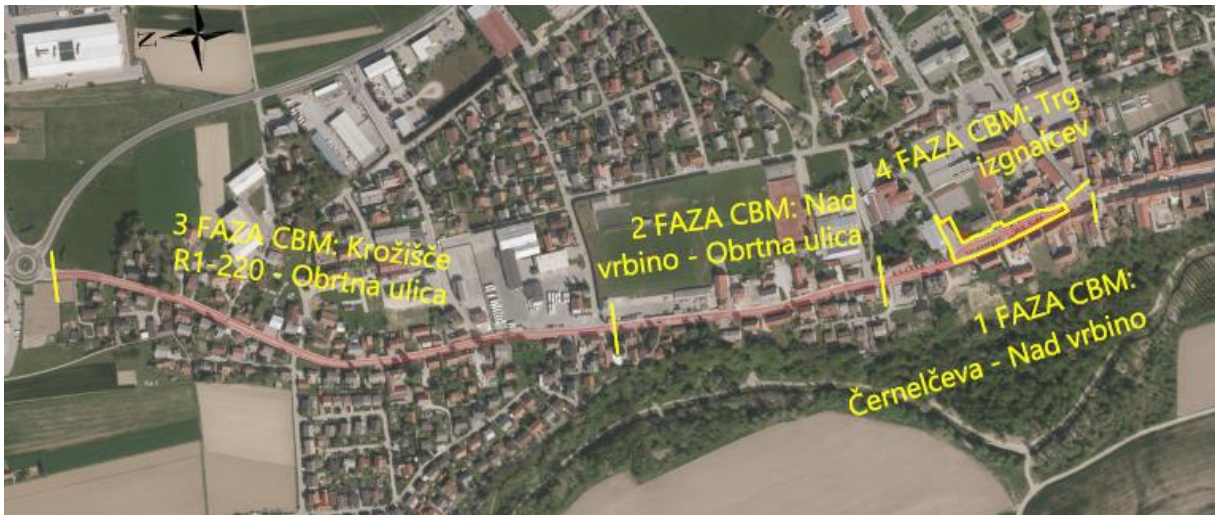 N
3 FAZA CBM: Krožišče
R1-220 - Obrtna ulica
2 FAZA CBM: Nad
vrbino - Obrtna ulica
4 FAZA CBM: Trg
izgnalcev
1 FAZA CBM:
Černelčeva - Nad vrbino